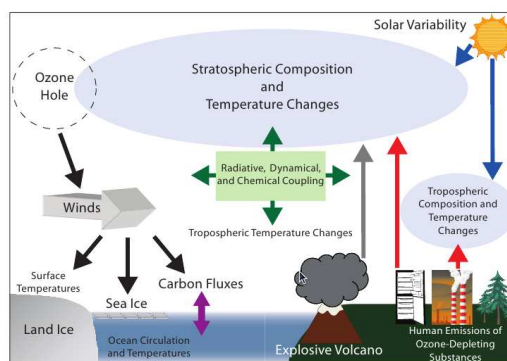 Solar Variability
Ozone
Hole
Stratospheric Composition
and
Temperature Changes
Radiative, Dynamical,
and Chemical Coupling
Winds
Tropospheric Temperature Changes
Tropospheric
Composition and
Temperature
Changes
Surface
Temperatures
Sea Ice
Carbon Fluxes
Land Ice
Ocean Circulation
and Temperatures
Explosive Volcano
Human Emissions of
Ozone-Depleting
Substances